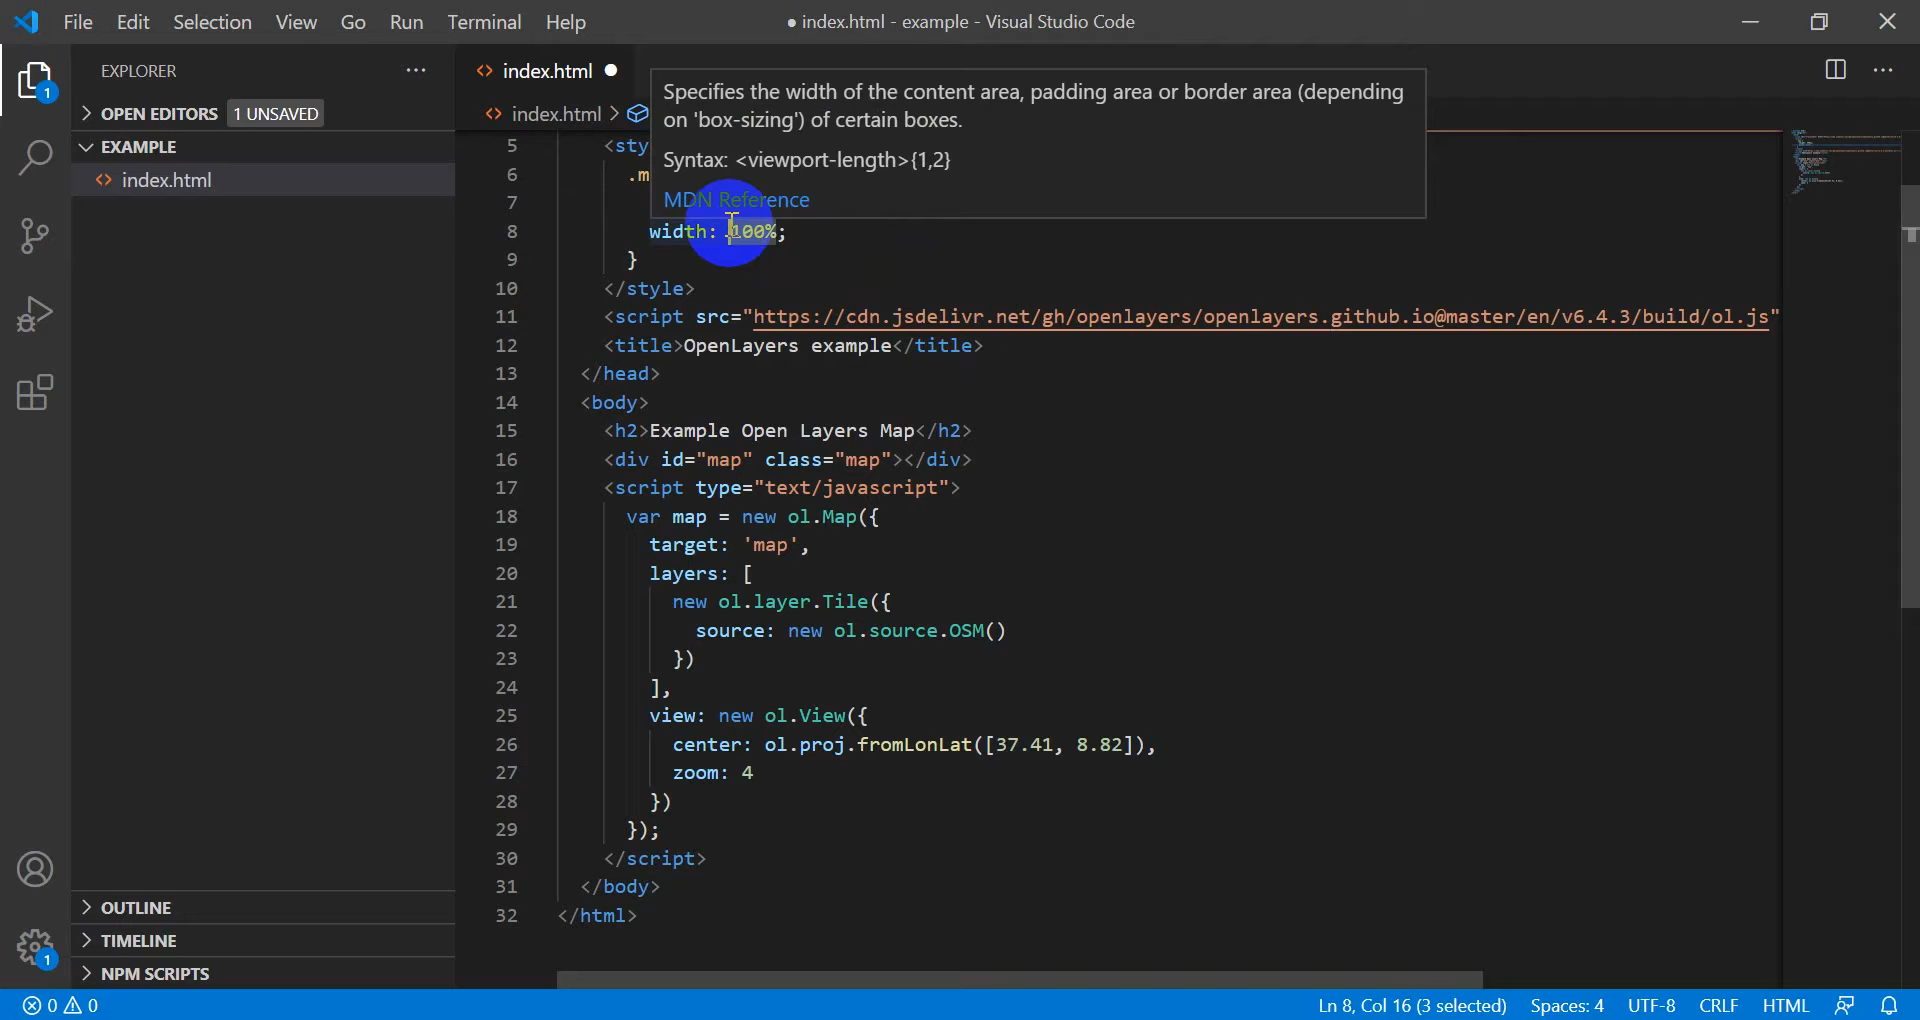 File Edit Selection View Go Run Terminal Help
● index.html - example - Visual Studio Code
EXPLORER
1
OPEN EDITORS 1 UNSAVED
EXAMPLE
index.html
OUTLINE
TIMELINE
NPM SCRIPTS
1
index.html
index.html
Specifies the width of the content area, padding area or border area (depending
on 'box-sizing') of certain boxes.
Syntax: <viewport-length>{1,2}
MDN Reference
5 <sty
6 .m
7
8 width: 100%;
9 }
10 </style>
11 <script src="https://cdn.jsdelivr.net/gh/openlayers/openlayers.github.io@master/en/v6.4.3/build/ol.js"
12 <title>OpenLayers example</title>
13 </head>
14 <body>
15 <h2>Example Open Layers Map</h2>
16 <div id="map" class="map"></div>
17 <script type="text/javascript">
18 var map = new ol.Map({
19 target: 'map',
20 layers: [
21 new ol.layer.Tile({
22 source: new ol.source.OSM()
23 })
24 ],
25 view: new ol.View({
26 center: ol.proj.fromLonLat([37.41, 8.82]),
27 zoom: 4
28 })
29 });
30 </script>
31 </body>
32 </html>
0 0
Ln 8, Col 16 (3 selected) Spaces: 4 UTF-8 CRLF HTML